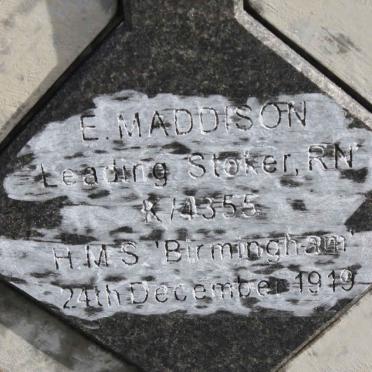 E. MADDISON
Leading Stoker, RN
K/4355
H.M.S. 'Birmingham'
24th December 1919